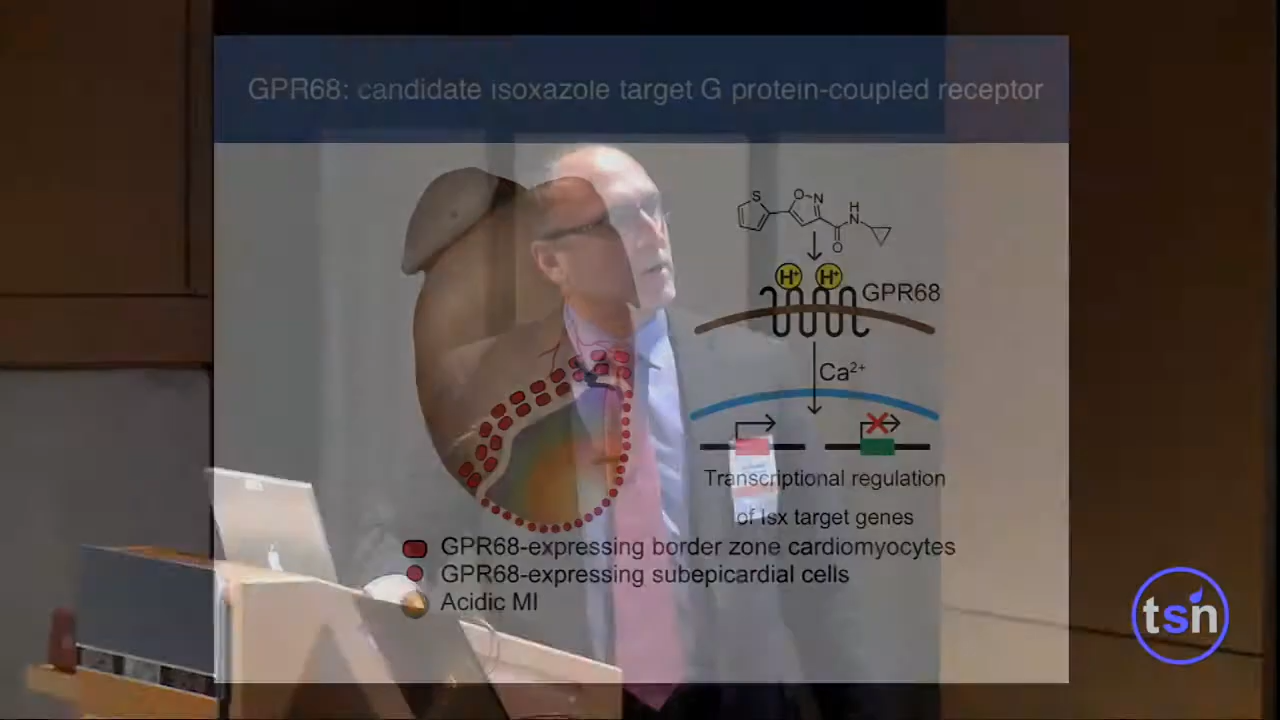 GPR68: candidate isoxazole target G protein-coupled receptor
S
O
N
H
N
O
H+
H+
GPR68
Ca2+
Transcriptional regulation
of Isx target genes
GPR68-expressing border zone cardiomyocytes
GPR68-expressing subepicardial cells
Acidic MI
tsn